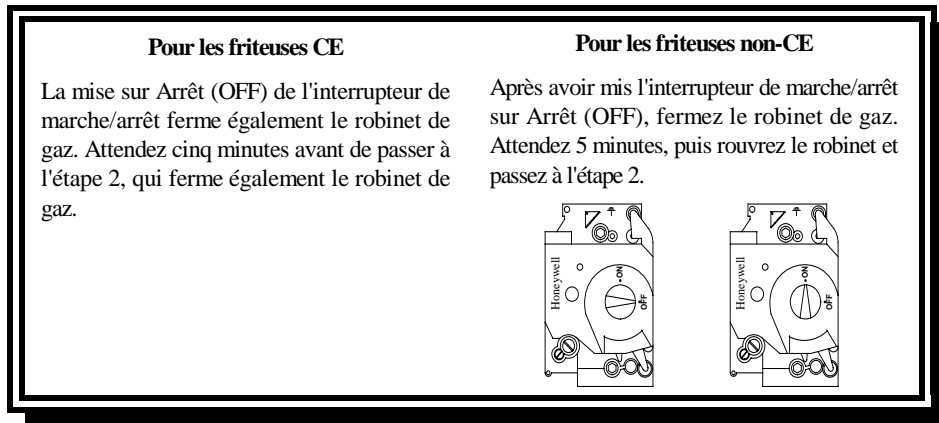 Pour les friteuses CE
La mise sur Arrêt (OFF) de l'interrupteur de
marche/arrêt ferme également le robinet de
gaz. Attendez cinq minutes avant de passer à
l'étape 2, qui ferme également le robinet de
gaz.
Pour les friteuses non-CE
Après avoir mis l'interrupteur de marche/arrêt
sur Arrêt (OFF), fermez le robinet de gaz.
Attendez 5 minutes, puis rouvrez le robinet et
passez à l'étape 2.
Honeywell
ON
OFF
Honeywell
ON
OFF